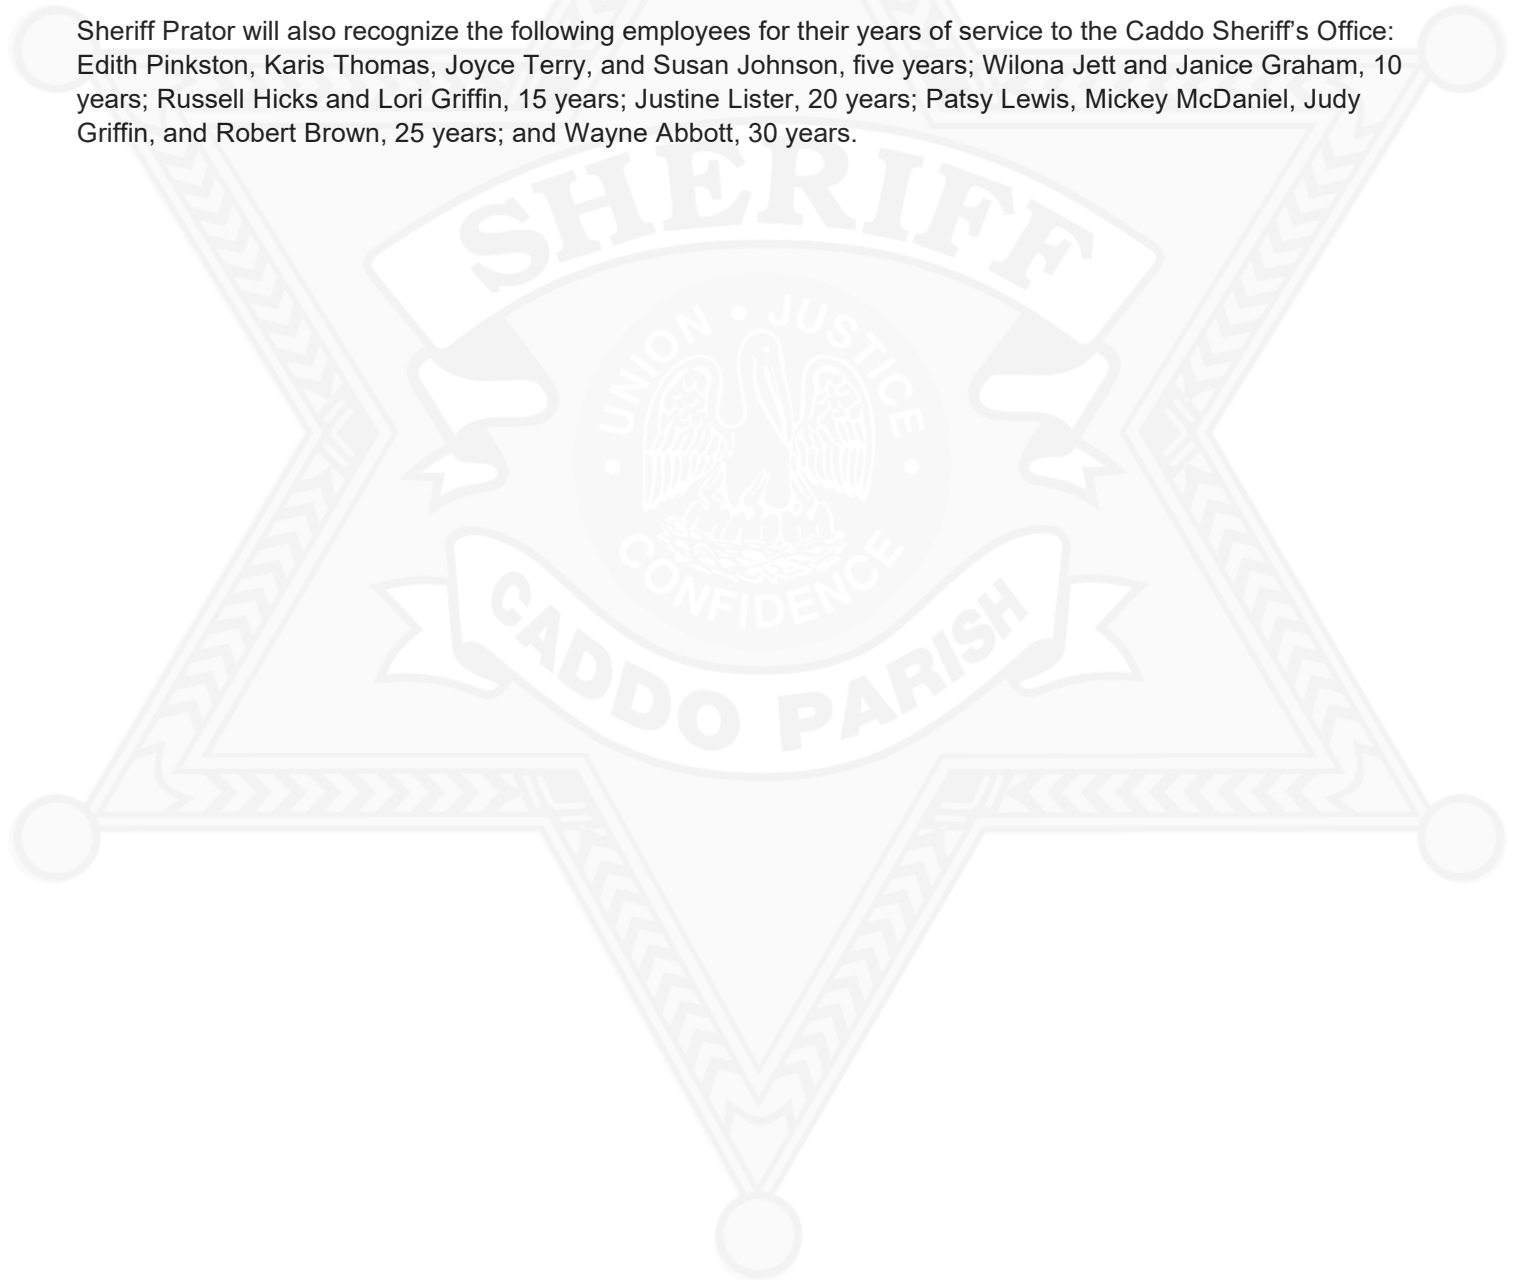 Sheriff Prator will also recognize the following employees for their years of service to the Caddo Sheriff’s Office:
Edith Pinkston, Karis Thomas, Joyce Terry, and Susan Johnson, five years; Wilona Jett and Janice Graham, 10
years; Russell Hicks and Lori Griffin, 15 years; Justine Lister, 20 years; Patsy Lewis, Mickey McDaniel, Judy
Griffin, and Robert Brown, 25 years; and Wayne Abbott, 30 years.
SHERIFF
UNION • JUSTICE
• CONFIDENCE •
CADDO PARISH